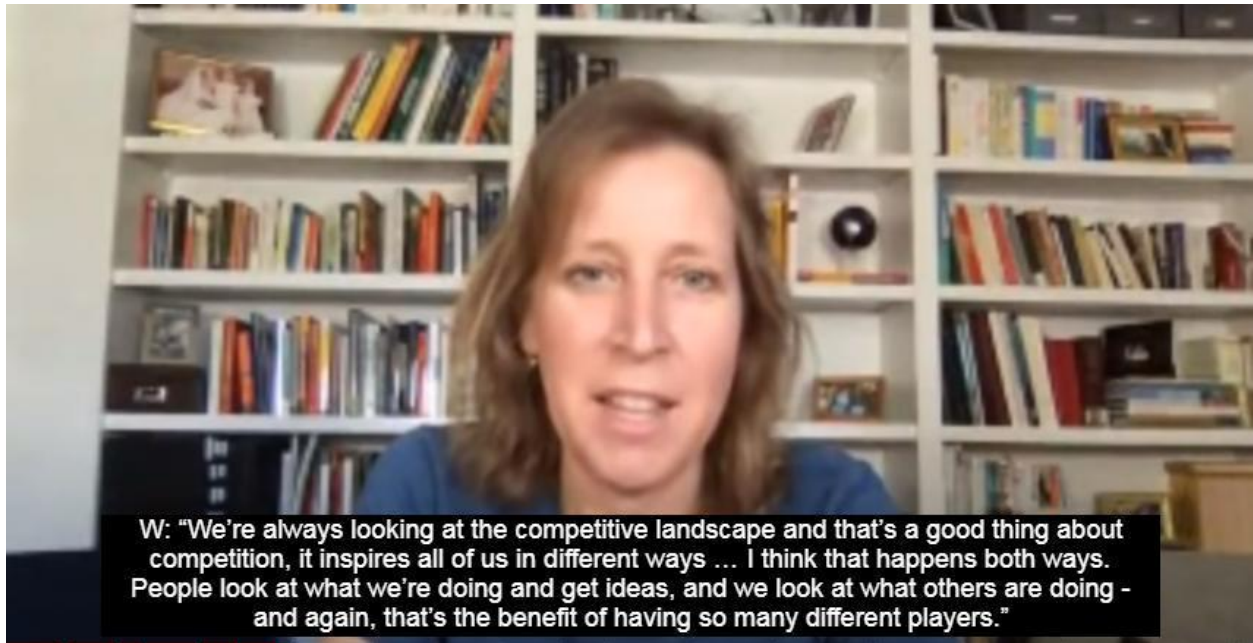 W: “We’re always looking at the competitive landscape and that’s a good thing about
competition, it inspires all of us in different ways … I think that happens both ways.
People look at what we’re doing and get ideas, and we look at what others are doing -
and again, that’s the benefit of having so many different players.”